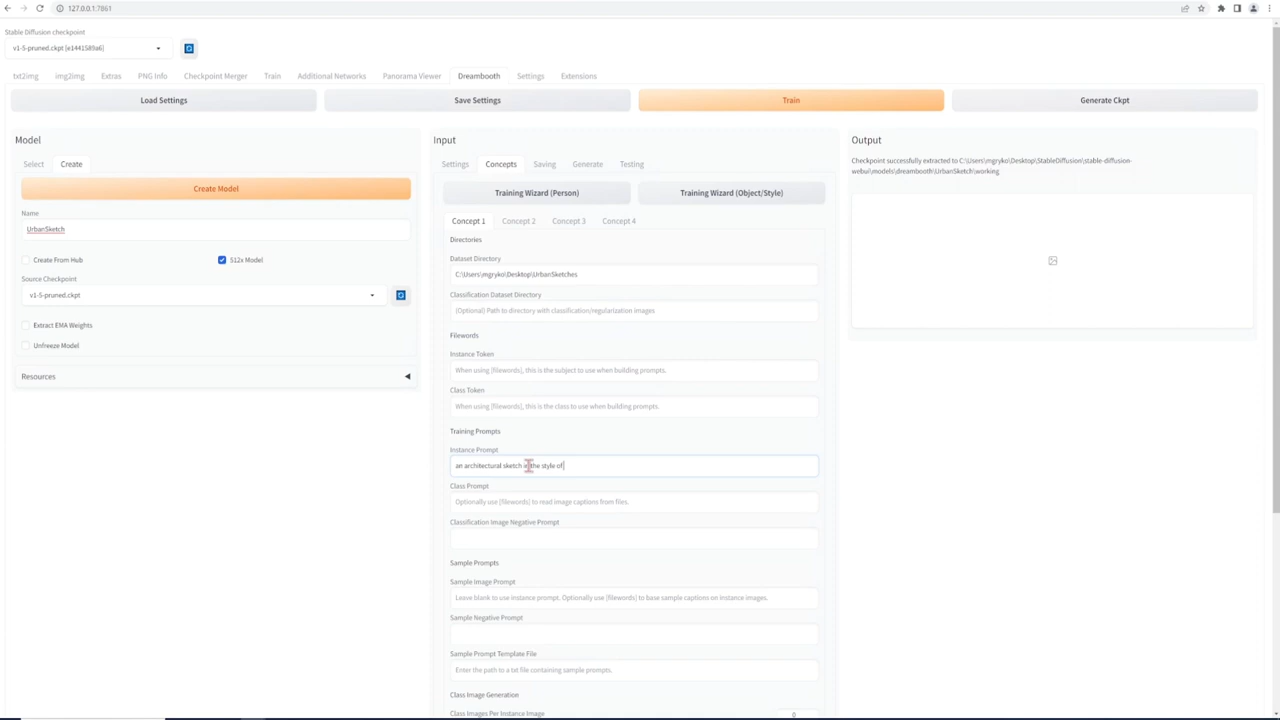 127.0.0.1:7861
Stable Diffusion checkpoint
v1-5-pruned.ckpt [e1441589a6]
txt2img img2img Extras PNG Info Checkpoint Merger Train Additional Networks Panorama Viewer Dreambooth Settings Extensions
Load Settings Save Settings Train Generate Ckpt
Model
Select Create
Create Model
Name
UrbanSketch
Create From Hub 512x Model
Source Checkpoint
v1-5-pruned.ckpt
Extract EMA Weights
Unfreeze Model
Resources
Input
Settings Concepts Saving Generate Testing
Training Wizard (Person) Training Wizard (Object/Style)
Concept 1 Concept 2 Concept 3 Concept 4
Directories
Dataset Directory
C:\Users\mgryko\Desktop\UrbanSketches
Classification Dataset Directory
(Optional) Path to directory with classification/regularization images
Filewords
Instance Token
When using [filewords], this is the subject to use when building prompts.
Class Token
When using [filewords], this is the class to use when building prompts.
Training Prompts
Instance Prompt
an architectural sketch in the style of
Class Prompt
Optionally use [filewords] to read image captions from files.
Classification Image Negative Prompt
Sample Prompts
Sample Image Prompt
Leave blank to use instance prompt. Optionally use [filewords] to base sample captions on instance images.
Sample Negative Prompt
Sample Prompt Template File
Enter the path to a txt file containing sample prompts.
Class Image Generation
Class Images Per Instance Image 0
Output
Checkpoint successfully extracted to C:\Users\mgryko\Desktop\StableDiffusion\stable-diffusion-
webui\models\dreambooth\UrbanSketch\working